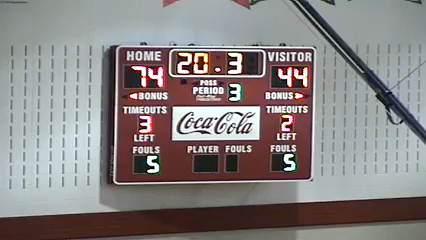 HOME 20.3 VISITOR
74 POSS 44
PERIOD
BONUS 3 BONUS
TIMEOUTS TIMEOUTS
3 Coca-Cola 2
LEFT LEFT
FOULS PLAYER FOULS FOULS
5 5